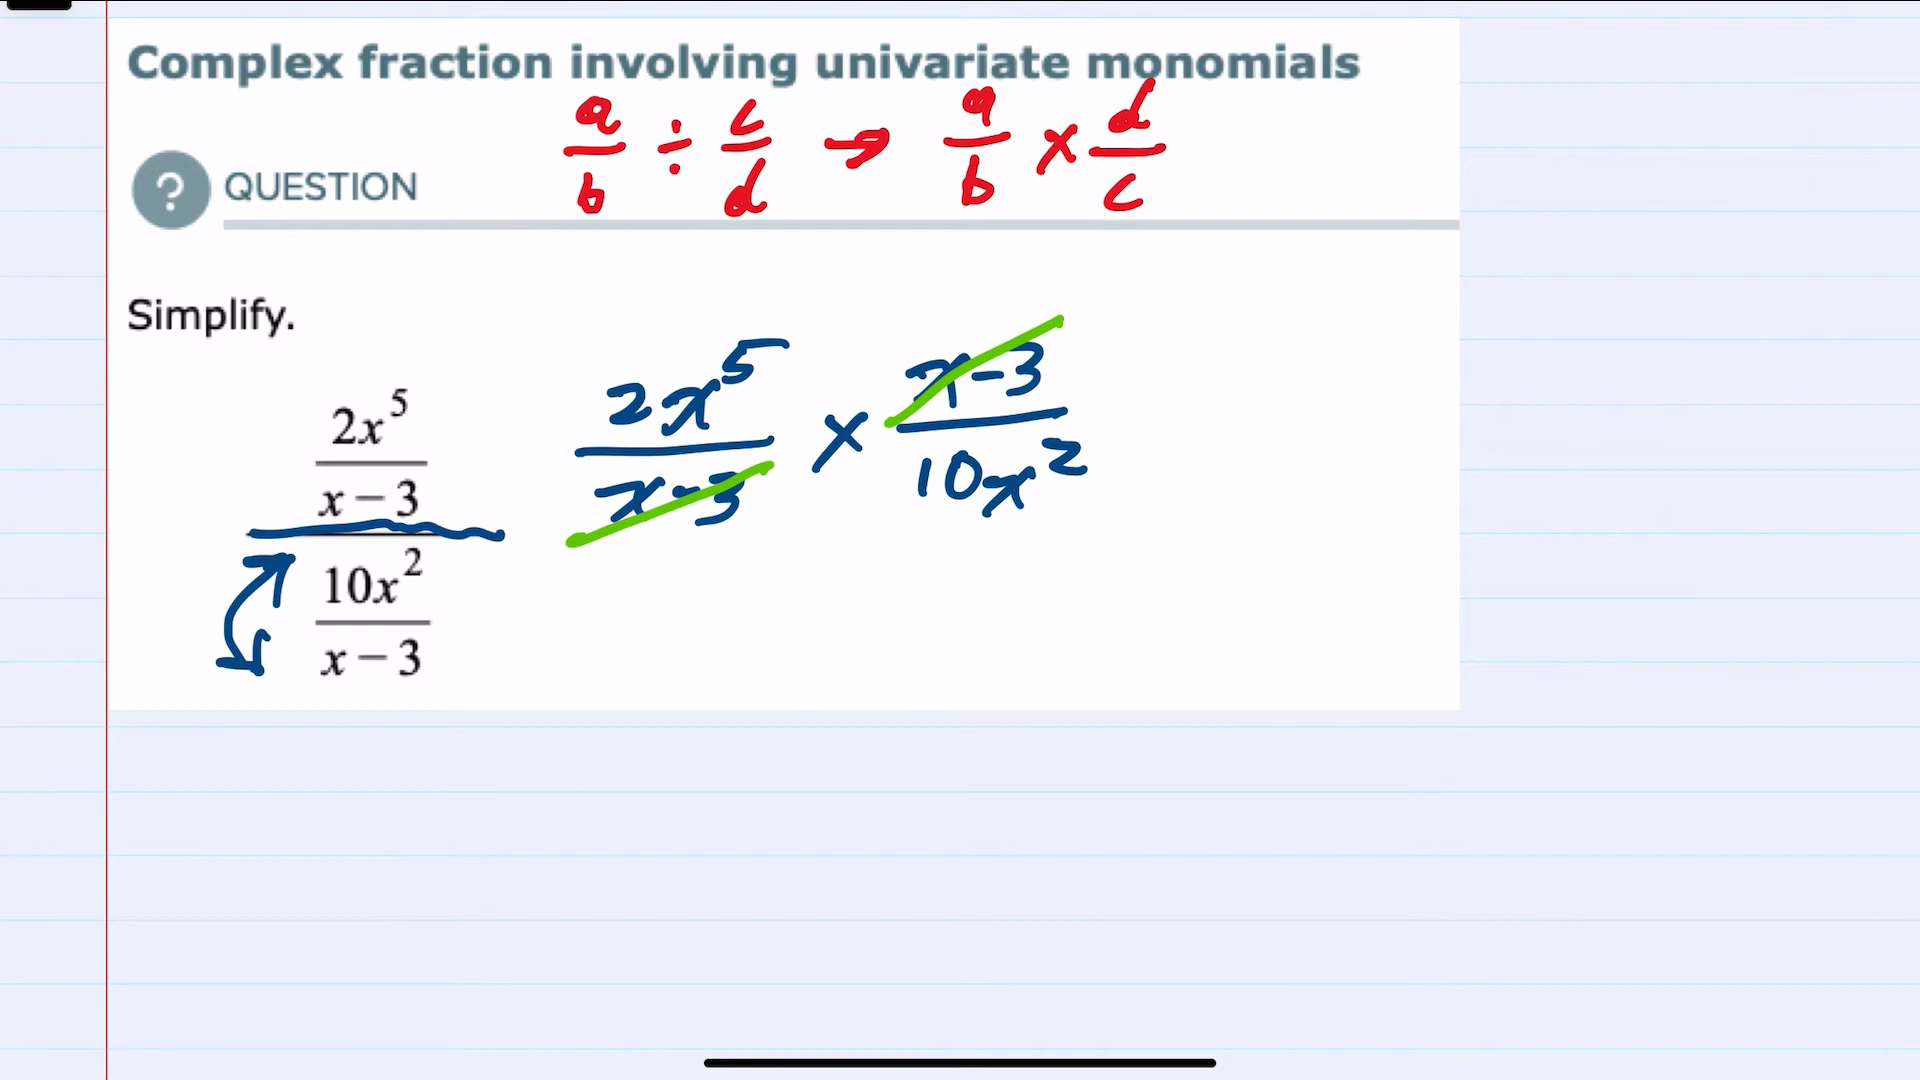 Complex fraction involving univariate monomials
a/b ÷ c/d → a/b × d/c
? QUESTION
Simplify.
2x^5
x − 3
10x^2
x − 3
2x^5/x-3 × x-3/10x^2